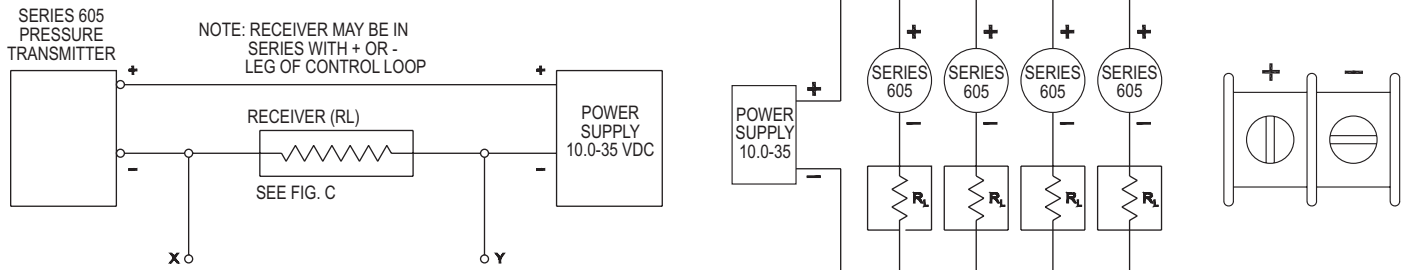 SERIES 605
PRESSURE
TRANSMITTER
NOTE: RECEIVER MAY BE IN
SERIES WITH + OR -
LEG OF CONTROL LOOP
+
+
RECEIVER (RL)
POWER
SUPPLY
10.0-35 VDC
-
-
SEE FIG. C
X
Y
POWER
SUPPLY
10.0-35
+
-
+
+
+
+
SERIES
605
SERIES
605
SERIES
605
SERIES
605
-
-
-
-
RL
RL
RL
RL
+ -